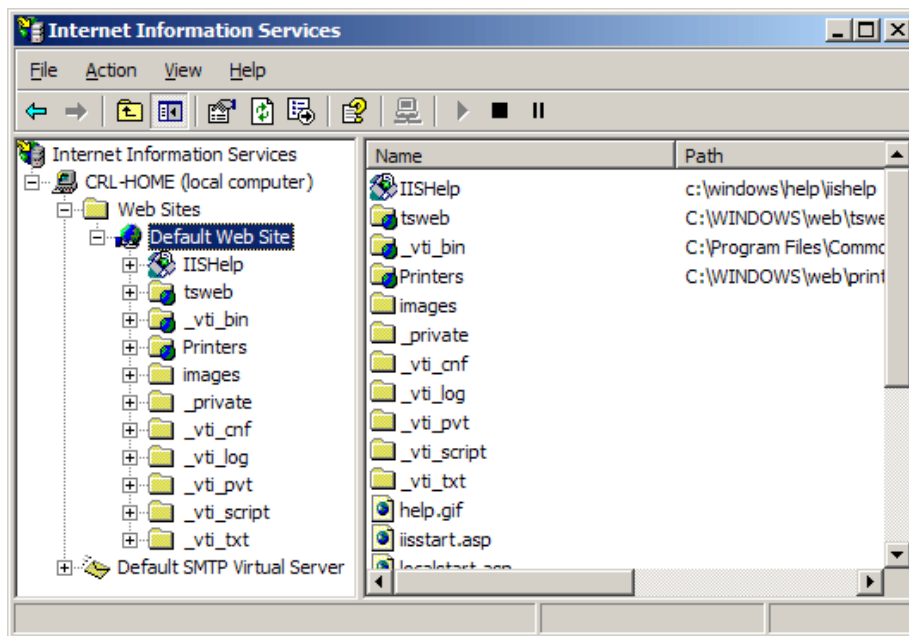 Internet Information Services
File Action View Help
Internet Information Services
CRL-HOME (local computer)
Web Sites
Default Web Site
IISHelp
tsweb
_vti_bin
Printers
images
_private
_vti_cnf
_vti_log
_vti_pvt
_vti_script
_vti_txt
Default SMTP Virtual Server
Name Path
IISHelp c:\windows\help\iishelp
tsweb C:\WINDOWS\web\tswe
_vti_bin C:\Program Files\Commo
Printers C:\WINDOWS\web\print
images
_private
_vti_cnf
_vti_log
_vti_pvt
_vti_script
_vti_txt
help.gif
iisstart.asp
localstart.asp